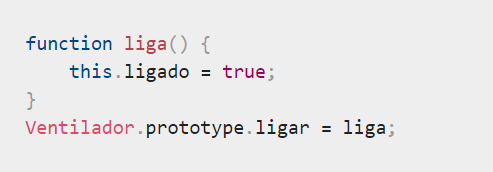 function liga() {
    this.ligado = true;
}
Ventilador.prototype.ligar = liga;